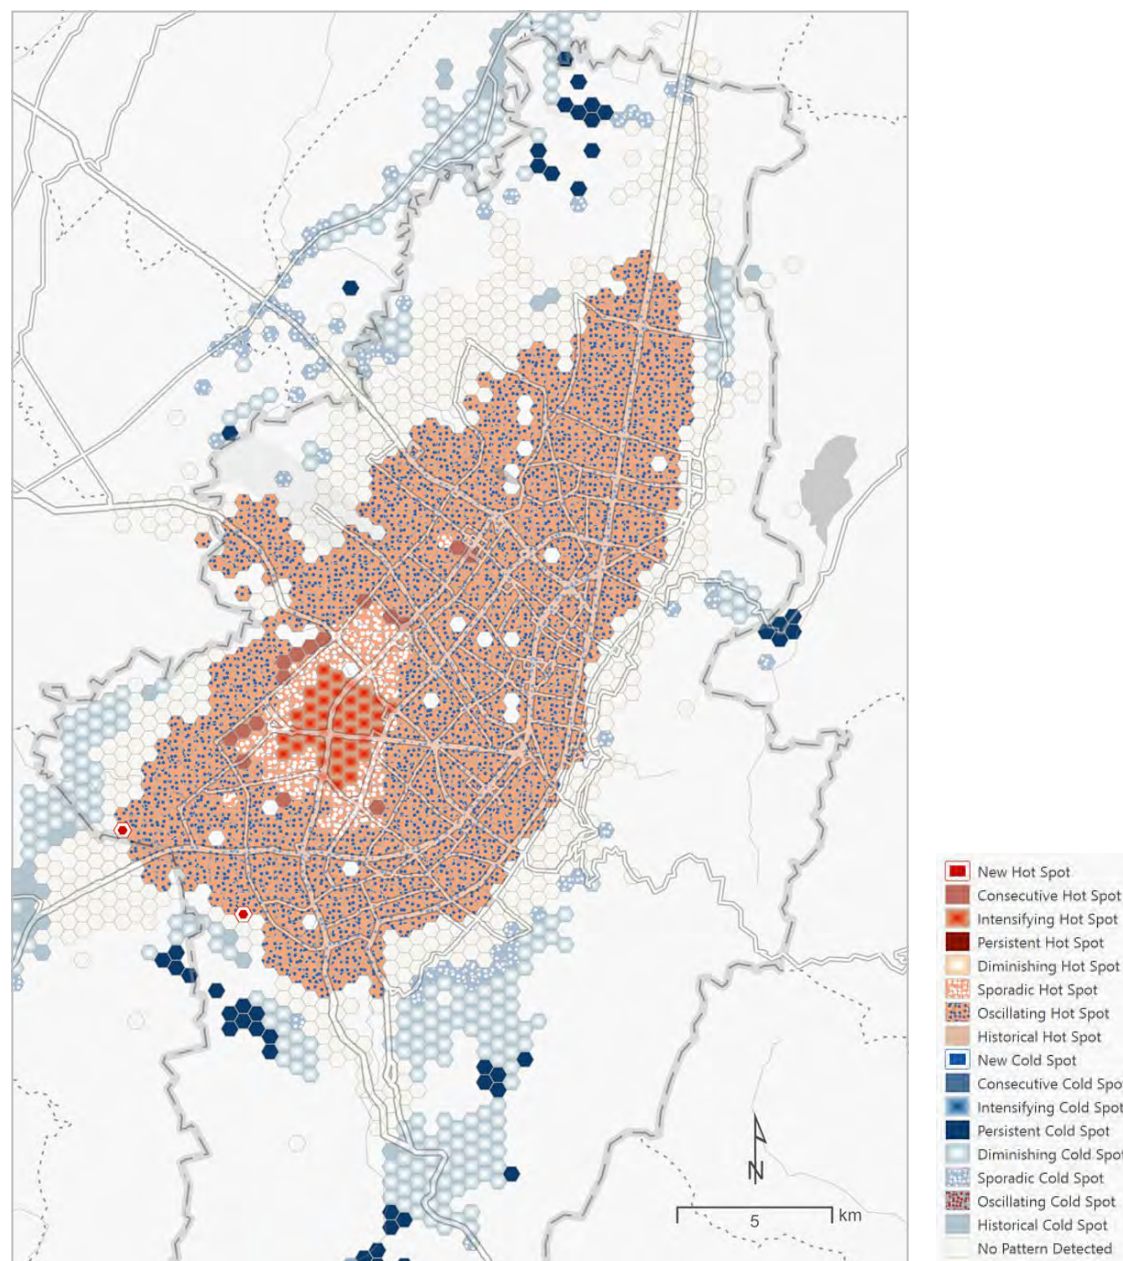 New Hot Spot
Consecutive Hot Spot
Intensifying Hot Spot
Persistent Hot Spot
Diminishing Hot Spot
Sporadic Hot Spot
Oscillating Hot Spot
Historical Hot Spot
New Cold Spot
Consecutive Cold Spot
Intensifying Cold Spot
Persistent Cold Spot
Diminishing Cold Spot
Sporadic Cold Spot
Oscillating Cold Spot
Historical Cold Spot
No Pattern Detected
N
5
km